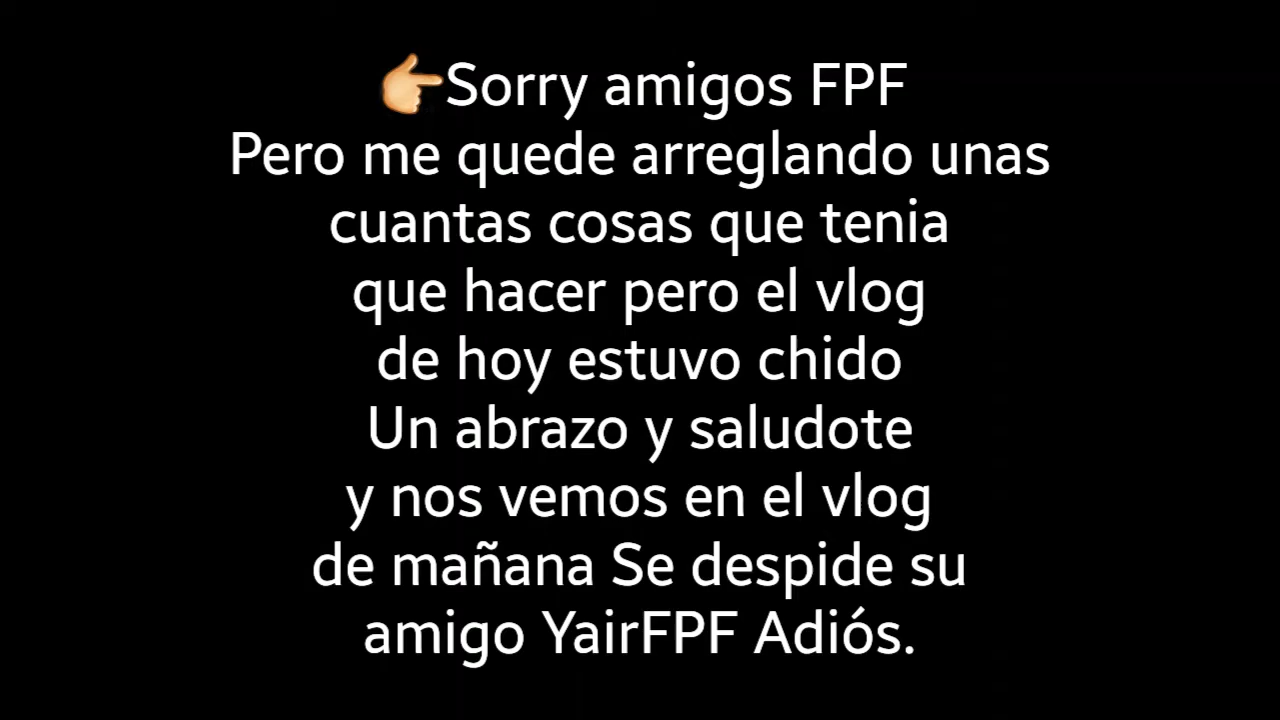 👉Sorry amigos FPF
Pero me quede arreglando unas
cuantas cosas que tenia
que hacer pero el vlog
de hoy estuvo chido
Un abrazo y saludote
y nos vemos en el vlog
de mañana Se despide su
amigo YairFPF Adiós.